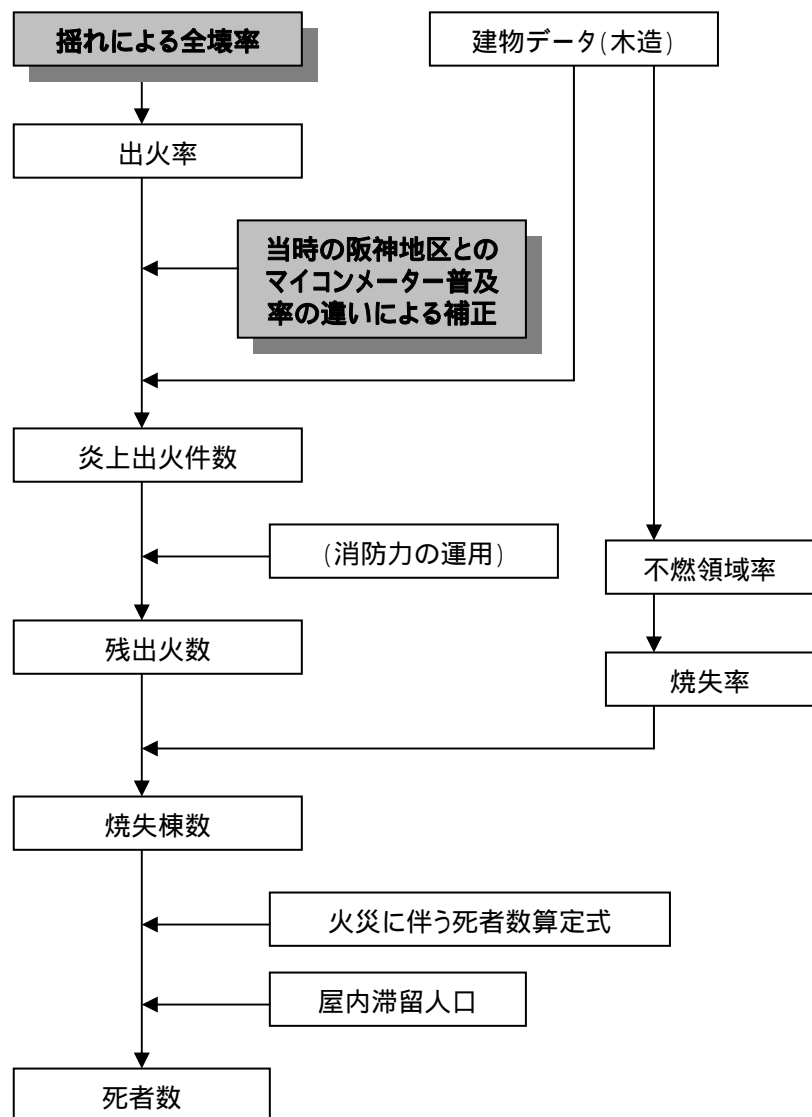 揺れによる全壊率
建物データ(木造)
出火率
当時の阪神地区との
マイコンメーター普及
率の違いによる補正
炎上出火件数
(消防力の運用)
不燃領域率
残出火数
焼失率
焼失棟数
火災に伴う死者数算定式
屋内滞留人口
死者数